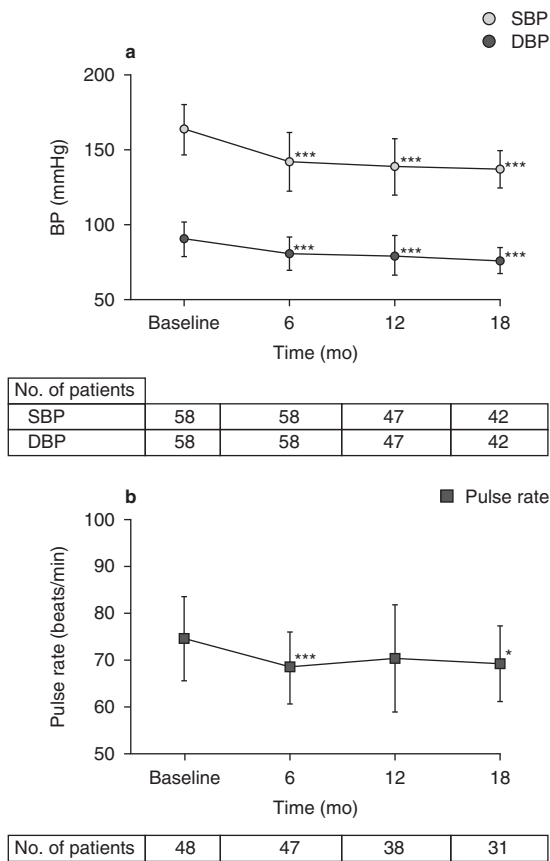 SBP
DBP
a
200
150
100
50
BP (mmHg)
***
***
***
***
***
***
Baseline 6 12 18
Time (mo)
No. of patients
SBP 58 58 47 42
DBP 58 58 47 42
b
Pulse rate
100
90
80
70
60
50
Pulse rate (beats/min)
***
*
Baseline 6 12 18
Time (mo)
No. of patients 48 47 38 31